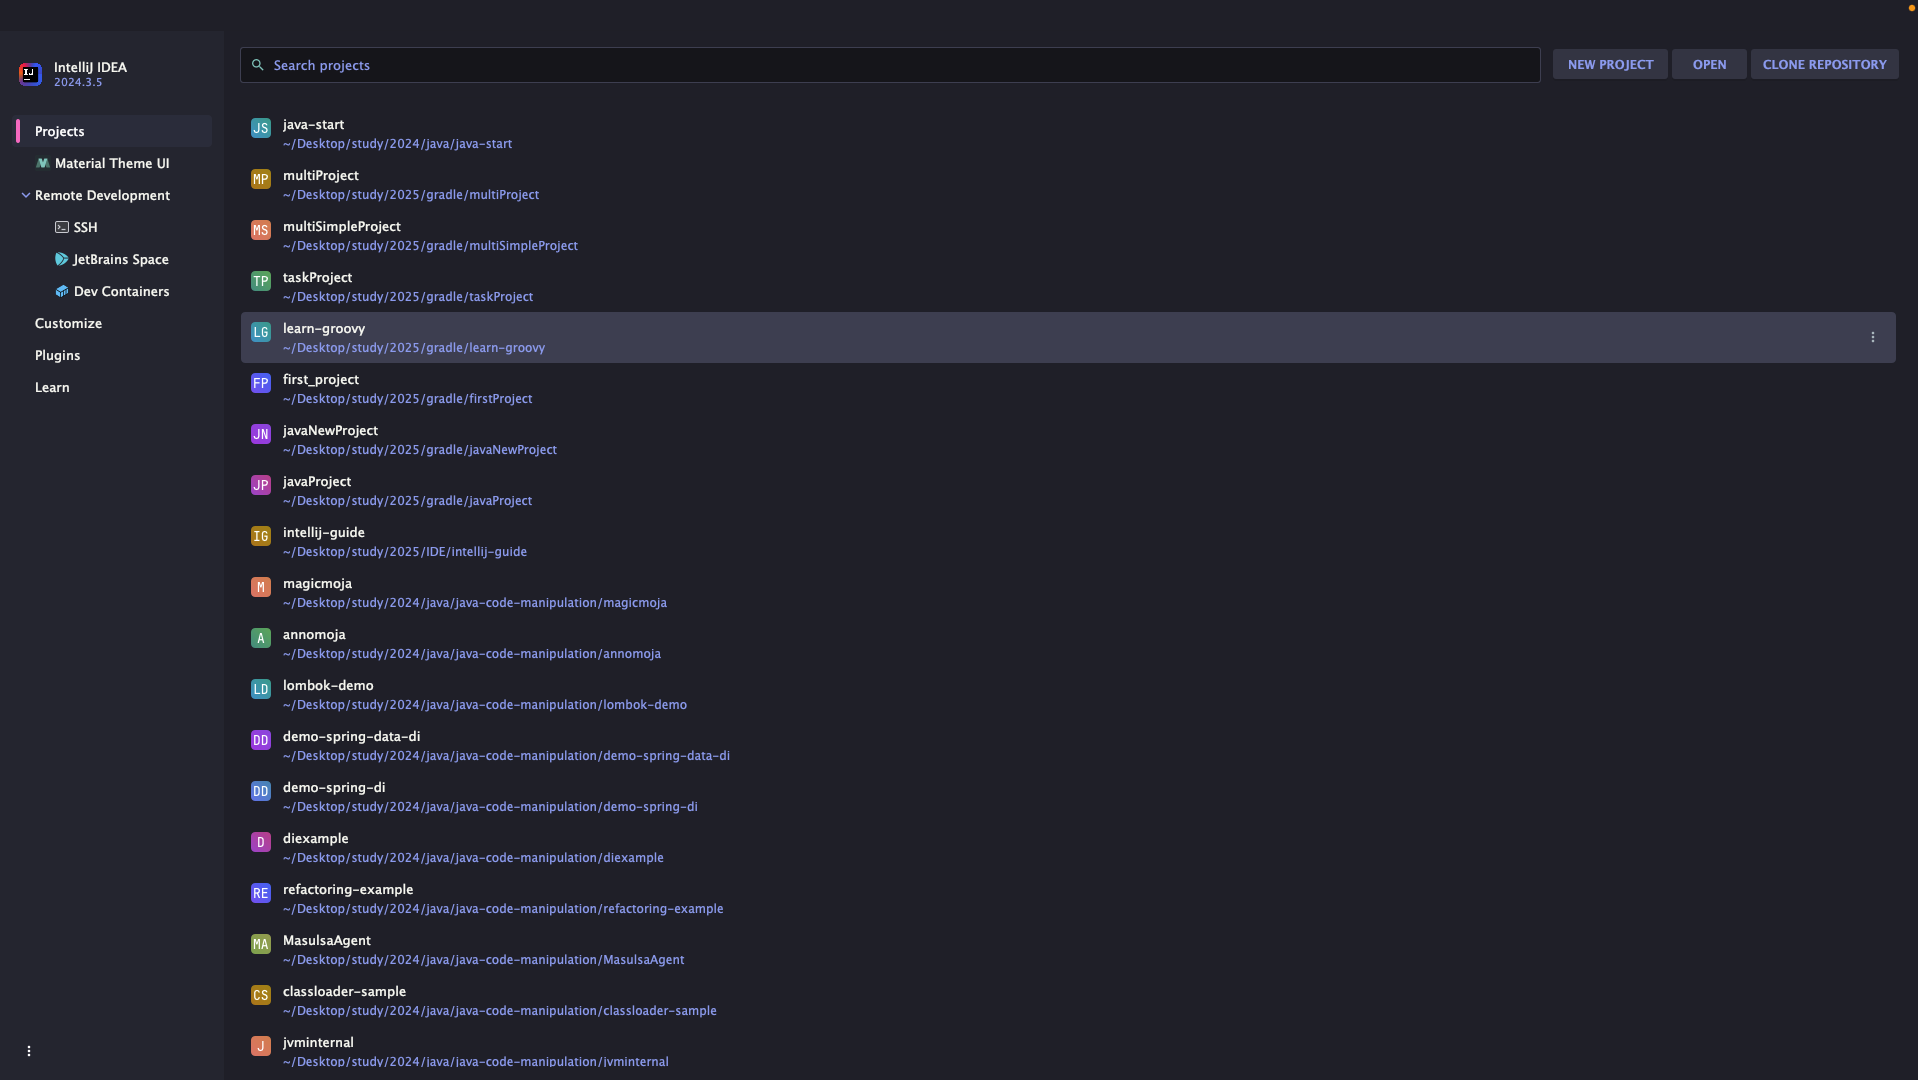 IntelliJ IDEA
2024.3.5
Projects
Material Theme UI
Remote Development
SSH
JetBrains Space
Dev Containers
Customize
Plugins
Learn
Search projects
NEW PROJECT
OPEN
CLONE REPOSITORY
JS
java-start
~/Desktop/study/2024/java/java-start
MP
multiProject
~/Desktop/study/2025/gradle/multiProject
MS
multiSimpleProject
~/Desktop/study/2025/gradle/multiSimpleProject
TP
taskProject
~/Desktop/study/2025/gradle/taskProject
LG
learn-groovy
~/Desktop/study/2025/gradle/learn-groovy
FP
first_project
~/Desktop/study/2025/gradle/firstProject
JN
javaNewProject
~/Desktop/study/2025/gradle/javaNewProject
JP
javaProject
~/Desktop/study/2025/gradle/javaProject
IG
intellij-guide
~/Desktop/study/2025/IDE/intellij-guide
M
magicmoja
~/Desktop/study/2024/java/java-code-manipulation/magicmoja
A
annomoja
~/Desktop/study/2024/java/java-code-manipulation/annomoja
LD
lombok-demo
~/Desktop/study/2024/java/java-code-manipulation/lombok-demo
DD
demo-spring-data-di
~/Desktop/study/2024/java/java-code-manipulation/demo-spring-data-di
DD
demo-spring-di
~/Desktop/study/2024/java/java-code-manipulation/demo-spring-di
D
diexample
~/Desktop/study/2024/java/java-code-manipulation/diexample
RE
refactoring-example
~/Desktop/study/2024/java/java-code-manipulation/refactoring-example
MA
MasulsaAgent
~/Desktop/study/2024/java/java-code-manipulation/MasulsaAgent
CS
classloader-sample
~/Desktop/study/2024/java/java-code-manipulation/classloader-sample
J
jvminternal
~/Desktop/study/2024/java/java-code-manipulation/jvminternal